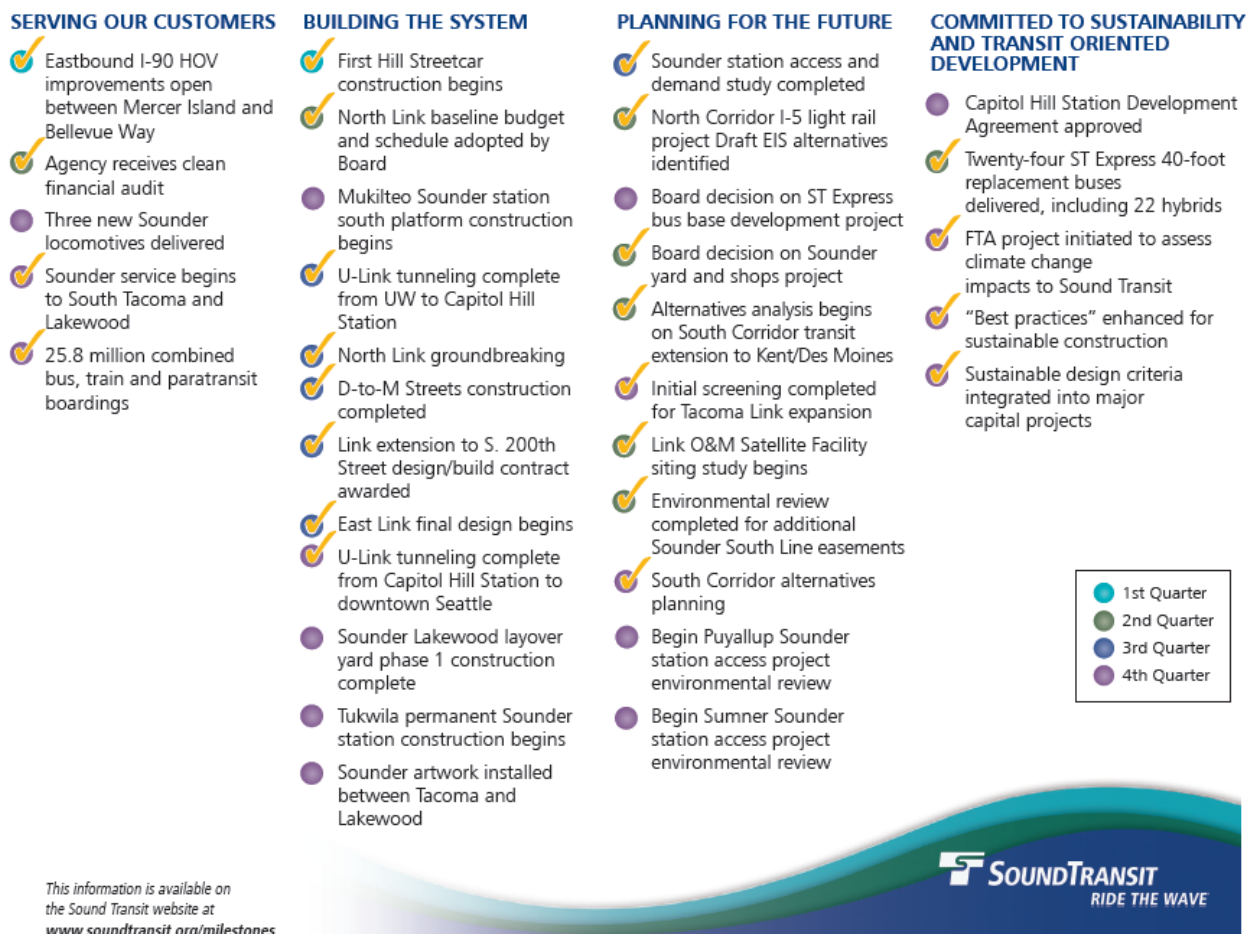 SERVING OUR CUSTOMERS
Eastbound I-90 HOV
improvements open
between Mercer Island and
Bellevue Way
Agency receives clean
financial audit
Three new Sounder
locomotives delivered
Sounder service begins
to South Tacoma and
Lakewood
25.8 million combined
bus, train and paratransit
boardings
BUILDING THE SYSTEM
First Hill Streetcar
construction begins
North Link baseline budget
and schedule adopted by
Board
Mukilteo Sounder station
south platform construction
begins
U-Link tunneling complete
from UW to Capitol Hill
Station
North Link groundbreaking
D-to-M Streets construction
completed
Link extension to S. 200th
Street design/build contract
awarded
East Link final design begins
U-Link tunneling complete
from Capitol Hill Station to
downtown Seattle
Sounder Lakewood layover
yard phase 1 construction
complete
Tukwila permanent Sounder
station construction begins
Sounder artwork installed
between Tacoma and
Lakewood
PLANNING FOR THE FUTURE
Sounder station access and
demand study completed
North Corridor I-5 light rail
project Draft EIS alternatives
identified
Board decision on ST Express
bus base development project
Board decision on Sounder
yard and shops project
Alternatives analysis begins
on South Corridor transit
extension to Kent/Des Moines
Initial screening completed
for Tacoma Link expansion
Link O&M Satellite Facility
siting study begins
Environmental review
completed for additional
Sounder South Line easements
South Corridor alternatives
planning
Begin Puyallup Sounder
station access project
environmental review
Begin Sumner Sounder
station access project
environmental review
COMMITTED TO SUSTAINABILITY
AND TRANSIT ORIENTED
DEVELOPMENT
Capitol Hill Station Development
Agreement approved
Twenty-four ST Express 40-foot
replacement buses
delivered, including 22 hybrids
FTA project initiated to assess
climate change
impacts to Sound Transit
“Best practices” enhanced for
sustainable construction
Sustainable design criteria
integrated into major
capital projects
1st Quarter
2nd Quarter
3rd Quarter
4th Quarter
This information is available on
the Sound Transit website at
www.soundtransit.org/milestones
SOUNDTRANSIT
RIDE THE WAVE